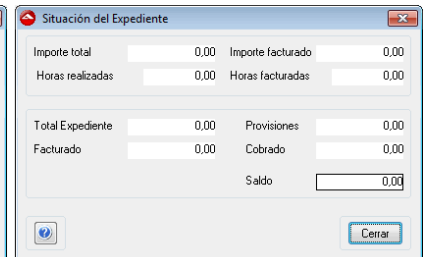 Situación del Expediente
Importe total 0,00 Importe facturado 0,00
Horas realizadas 0,00 Horas facturadas 0,00
Total Expediente 0,00 Provisiones 0,00
Facturado 0,00 Cobrado 0,00
Saldo 0,00
Cerrar